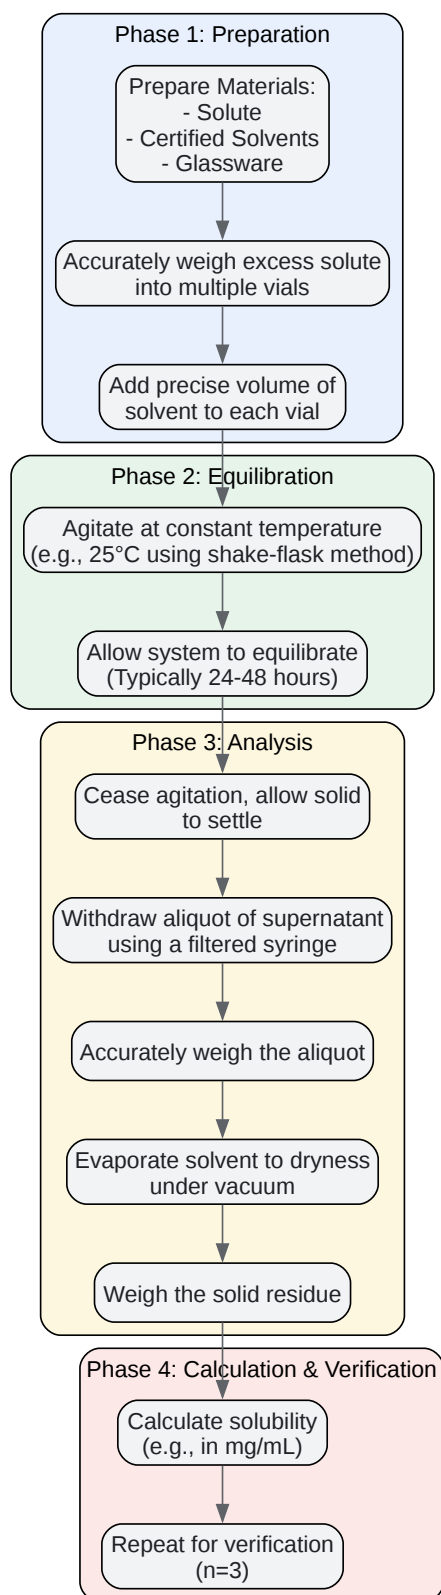 Phase 1: Preparation
Prepare Materials:
- Solute
- Certified Solvents
- Glassware
Accurately weigh excess solute
into multiple vials
Add precise volume of
solvent to each vial
Phase 2: Equilibration
Agitate at constant temperature
(e.g., 25°C using shake-flask method)
Allow system to equilibrate
(Typically 24-48 hours)
Phase 3: Analysis
Cease agitation, allow solid
to settle
Withdraw aliquot of supernatant
using a filtered syringe
Accurately weigh the aliquot
Evaporate solvent to dryness
under vacuum
Weigh the solid residue
Phase 4: Calculation & Verification
Calculate solubility
(e.g., in mg/mL)
Repeat for verification
(n=3)